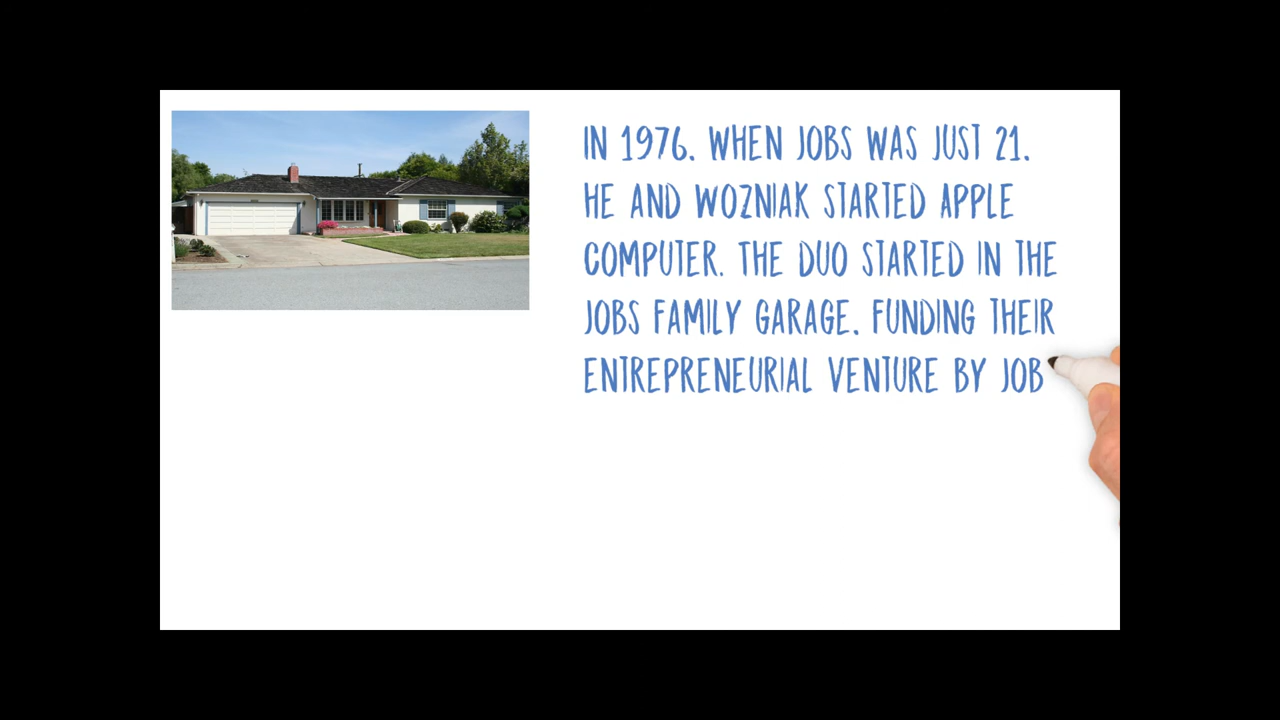 IN 1976, WHEN JOBS WAS JUST 21,
HE AND WOZNIAK STARTED APPLE
COMPUTER. THE DUO STARTED IN THE
JOBS FAMILY GARAGE, FUNDING THEIR
ENTREPRENEURIAL VENTURE BY JOB